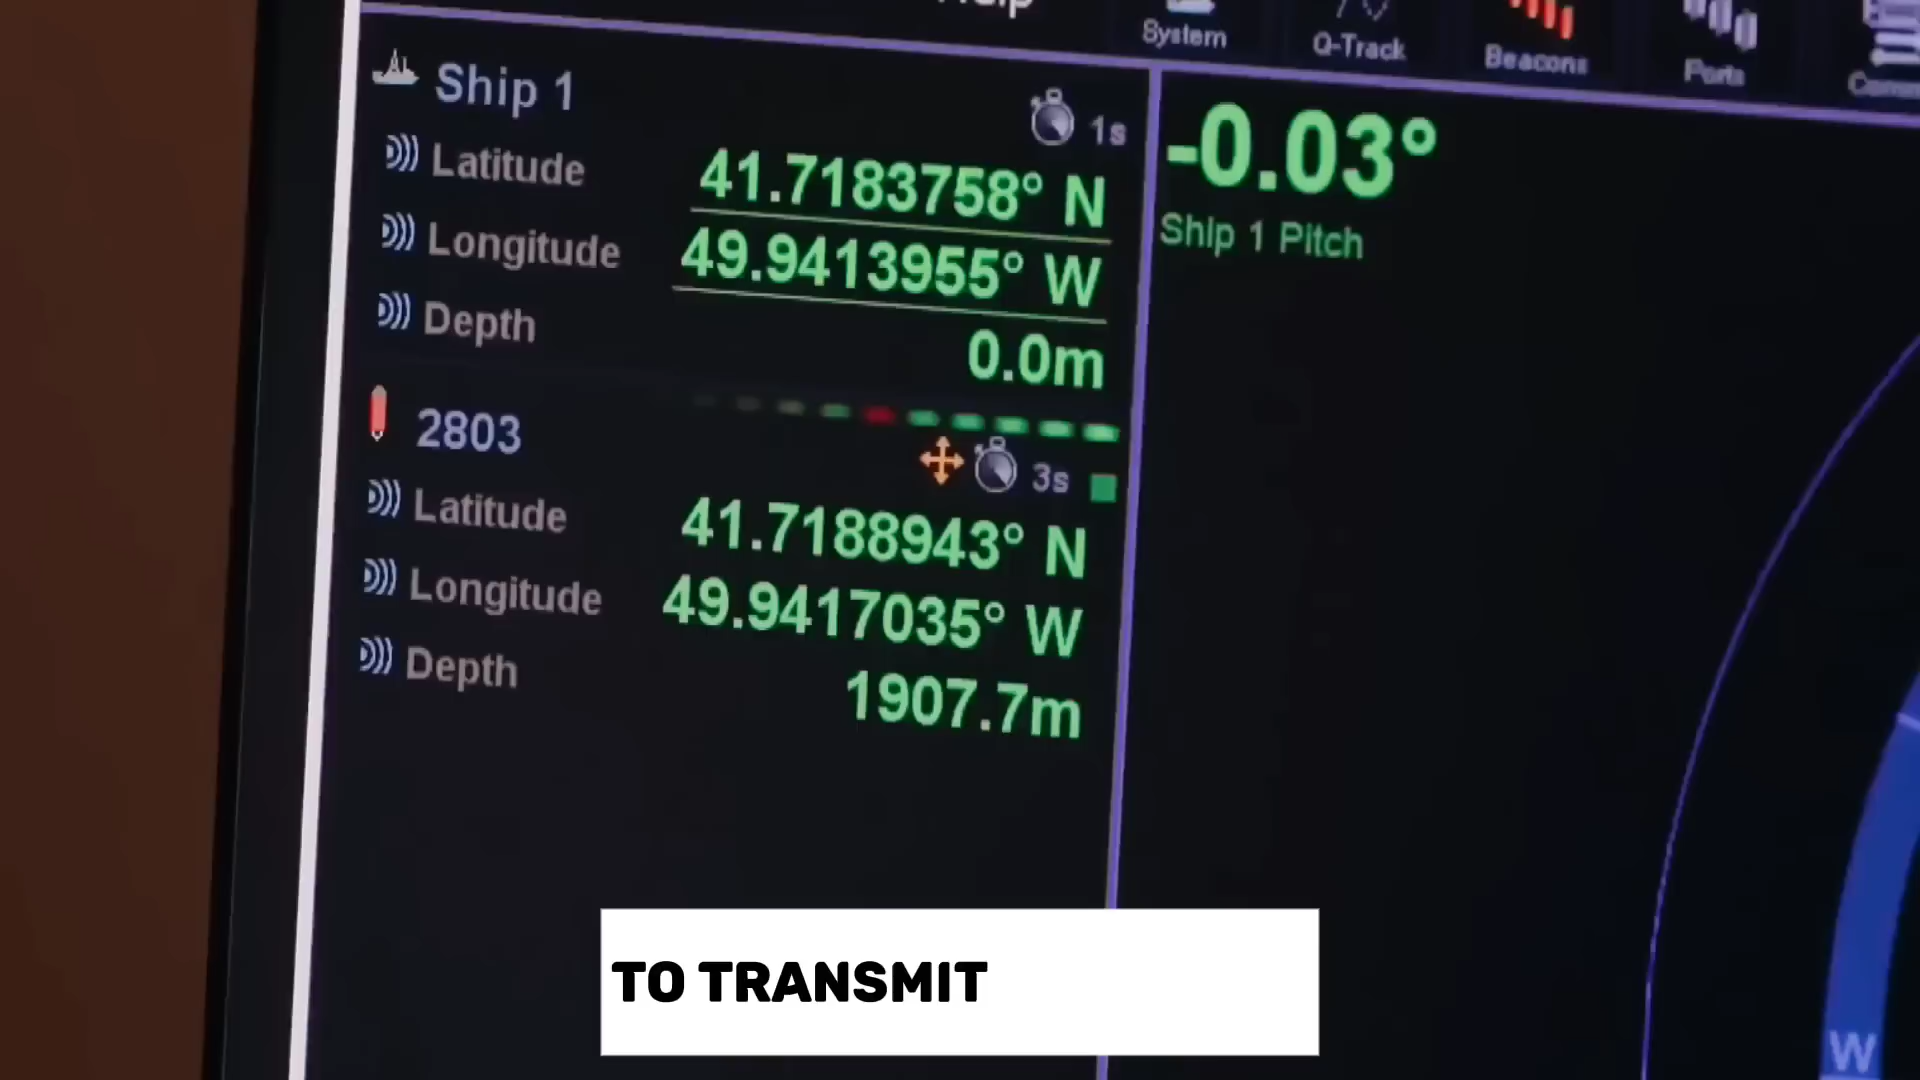 System
Q-Track
Beacons
Ports
Ship 1
1s
Latitude
41.7183758° N
Longitude
49.9413955° W
Depth
0.0m
-0.03°
Ship 1 Pitch
2803
3s
Latitude
41.7188943° N
Longitude
49.9417035° W
Depth
1907.7m
W
TO TRANSMIT